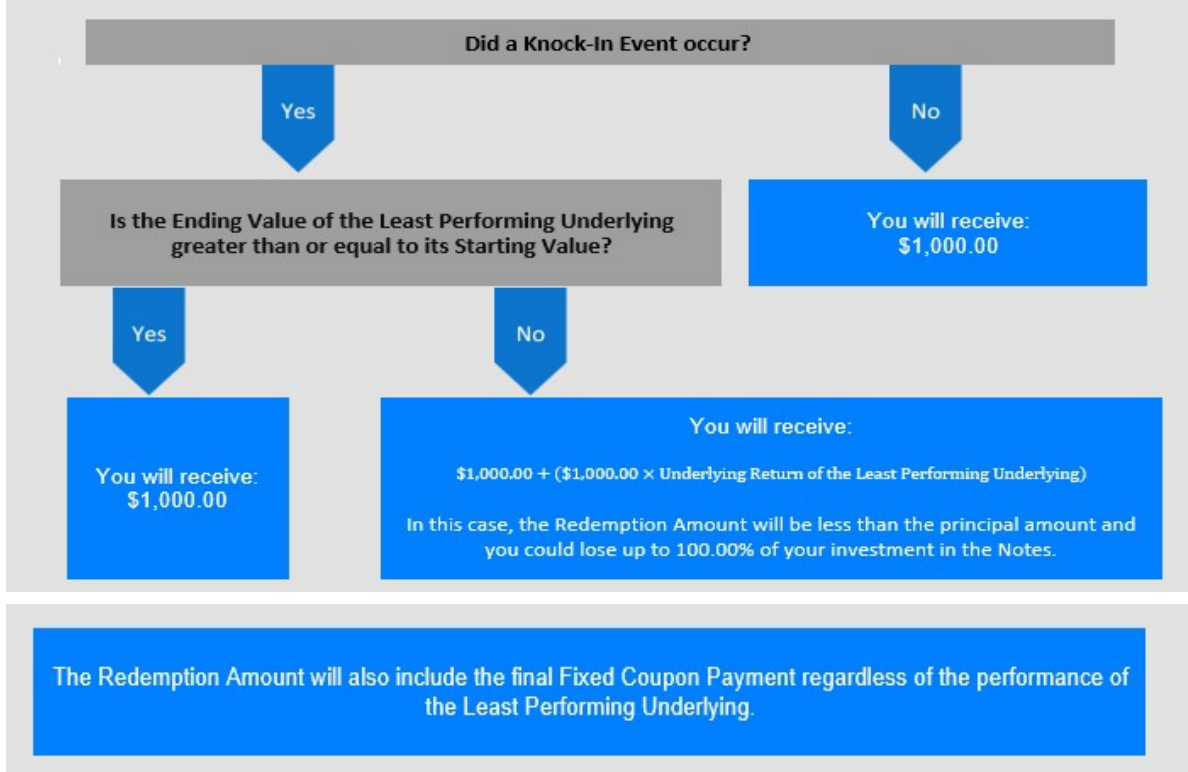 Did a Knock-In Event occur?
Yes
No
Is the Ending Value of the Least Performing Underlying
greater than or equal to its Starting Value?
You will receive:
$1,000.00
Yes
No
You will receive:
$1,000.00
You will receive:
$1,000.00 + ($1,000.00 × Underlying Return of the Least Performing Underlying)
In this case, the Redemption Amount will be less than the principal amount and
you could lose up to 100.00% of your investment in the Notes.
The Redemption Amount will also include the final Fixed Coupon Payment regardless of the performance of
the Least Performing Underlying.